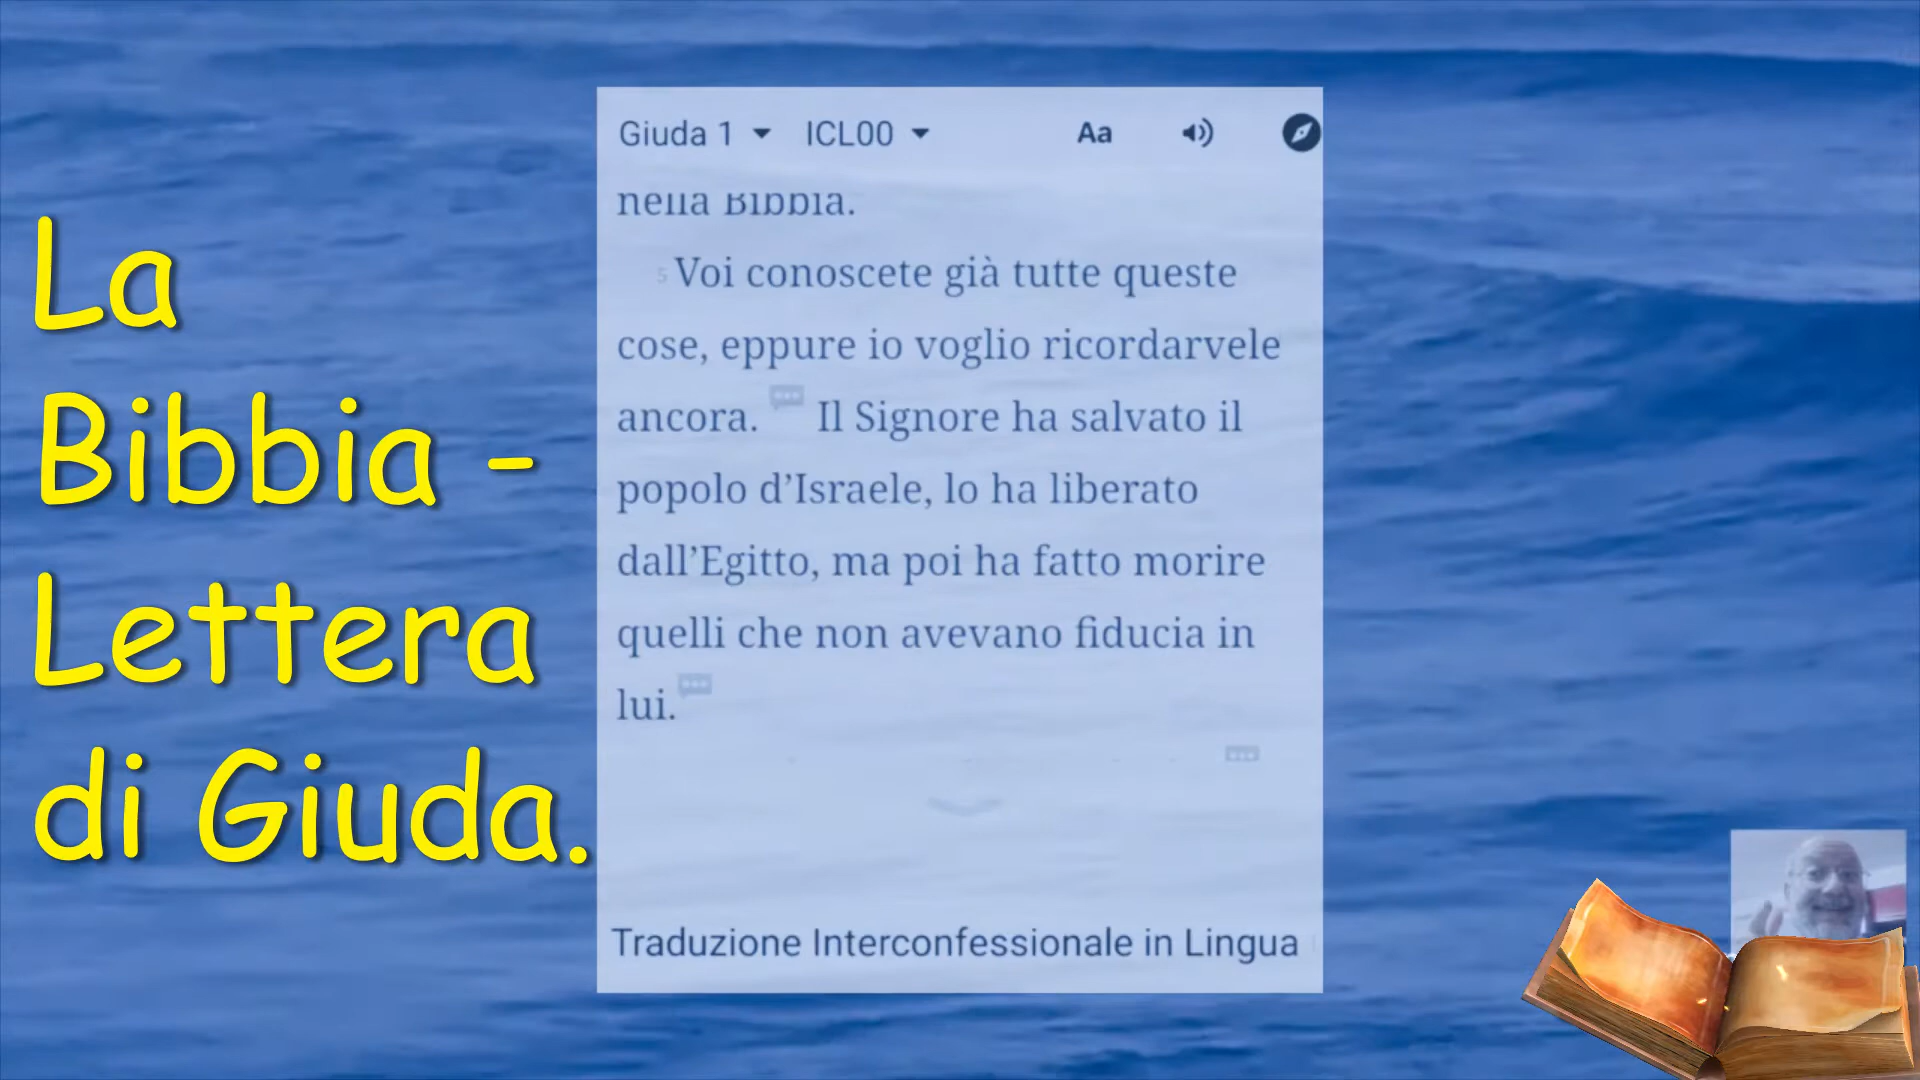 La
Bibbia -
Lettera
di Giuda.
Giuda 1 ICL00 Aa
nella Bibbia.
5 Voi conoscete già tutte queste
cose, eppure io voglio ricordarvele
ancora. Il Signore ha salvato il
popolo d’Israele, lo ha liberato
dall’Egitto, ma poi ha fatto morire
quelli che non avevano fiducia in
lui.
Traduzione Interconfessionale in Lingua